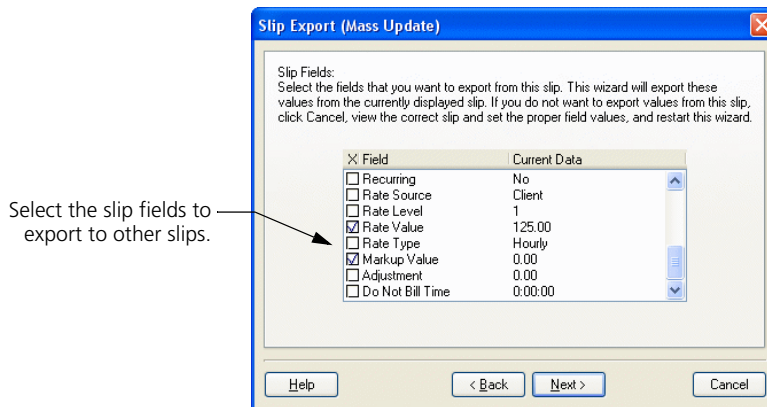 Slip Export (Mass Update)
Slip Fields:
Select the fields that you want to export from this slip. This wizard will export these
values from the currently displayed slip. If you do not want to export values from this slip,
click Cancel, view the correct slip and set the proper field values, and restart this wizard.
X Field Current Data
Recurring No
Rate Source Client
Rate Level 1
Rate Value 125.00
Rate Type Hourly
Markup Value 0.00
Adjustment 0.00
Do Not Bill Time 0:00:00
Select the slip fields to
export to other slips.
Help < Back Next > Cancel